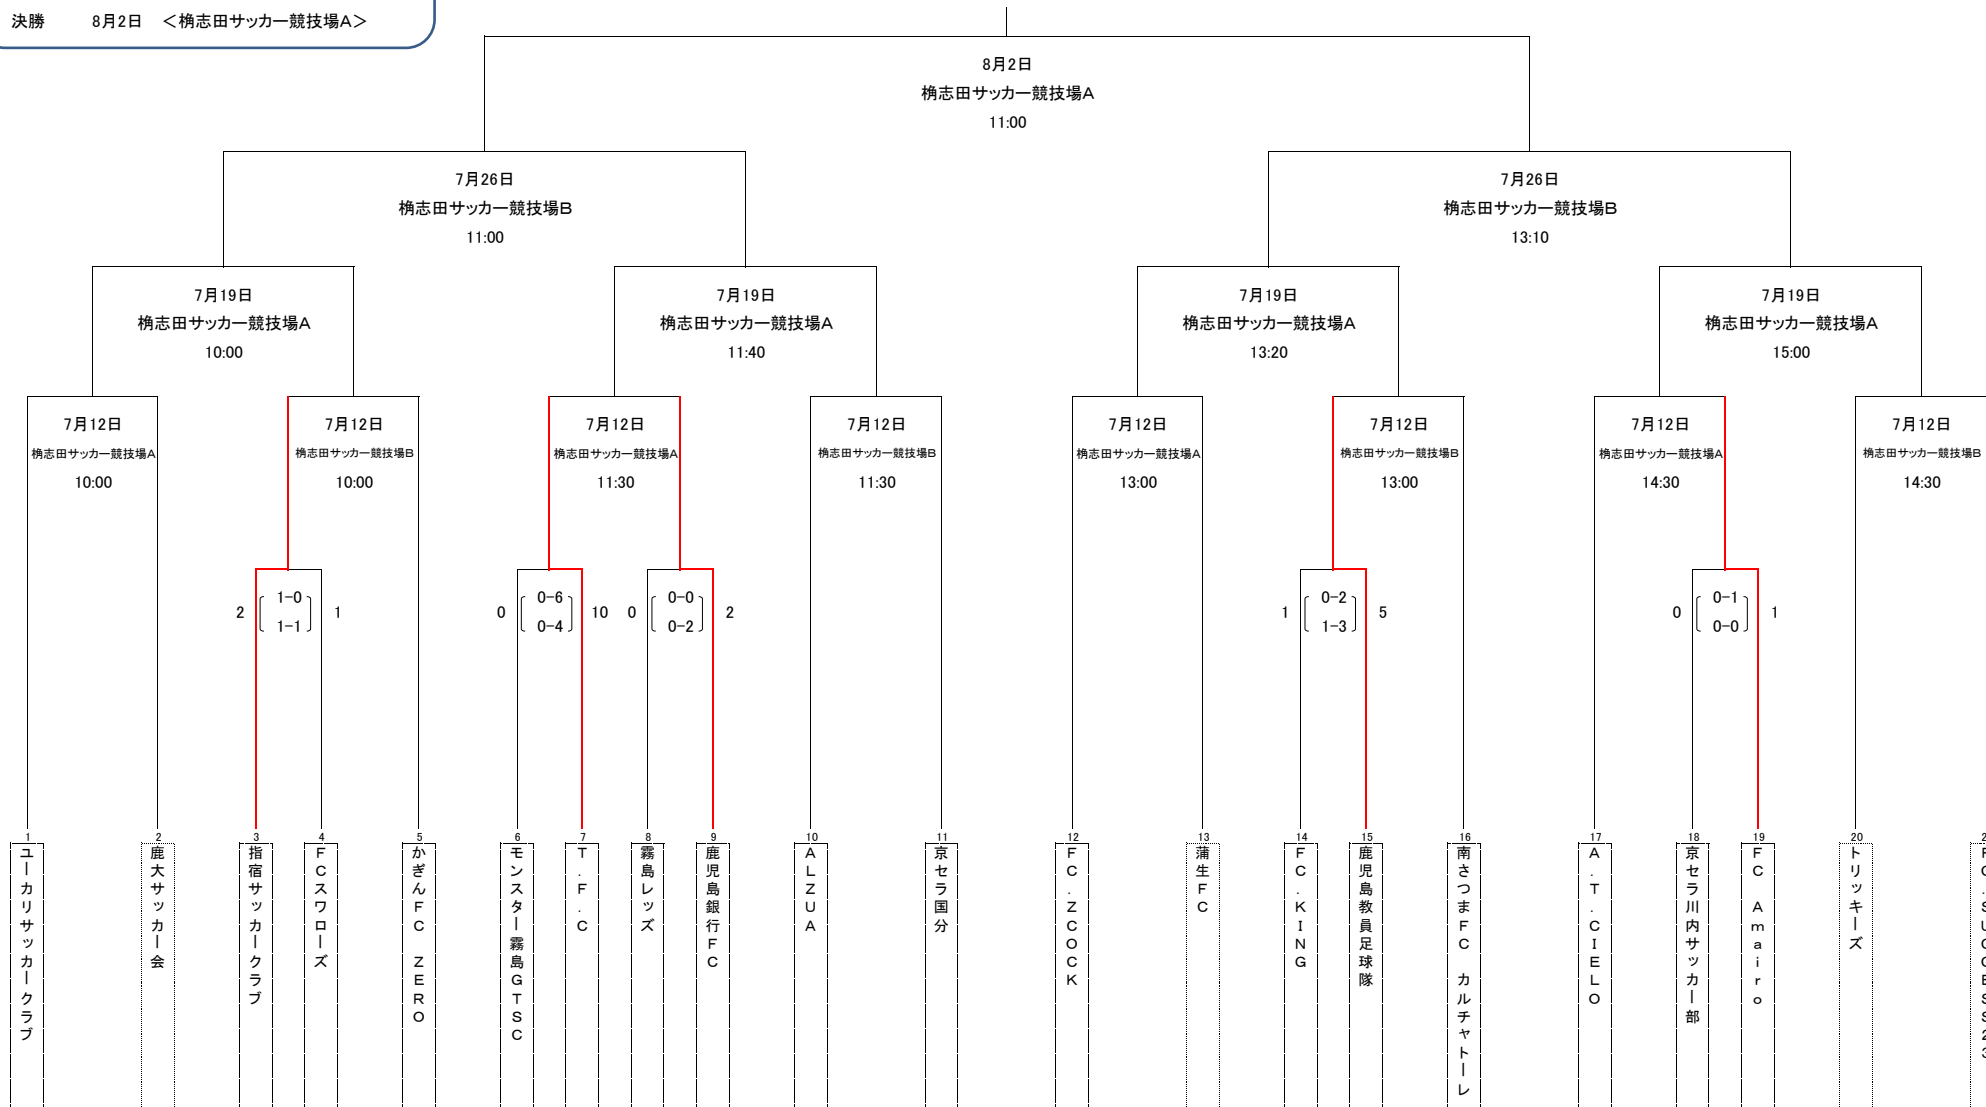 決勝　8月2日　＜桷志田サッカー競技場A＞
8月2日
桷志田サッカー競技場A
11:00
7月26日
桷志田サッカー競技場B
11:00
7月26日
桷志田サッカー競技場B
13:10
7月19日
桷志田サッカー競技場A
10:00
7月19日
桷志田サッカー競技場A
11:40
7月19日
桷志田サッカー競技場A
13:20
7月19日
桷志田サッカー競技場A
15:00
7月12日
桷志田サッカー競技場A
10:00
7月12日
桷志田サッカー競技場B
10:00
7月12日
桷志田サッカー競技場A
11:30
7月12日
桷志田サッカー競技場B
11:30
7月12日
桷志田サッカー競技場A
13:00
7月12日
桷志田サッカー競技場B
13:00
7月12日
桷志田サッカー競技場A
14:30
7月12日
桷志田サッカー競技場B
14:30
2 1-0 1
1-1
0 0-6 10
0-4
0 0-0 2
0-2
1 0-2 5
1-3
0 0-1 1
0-0
1 ユーカリサッカークラブ
2 鹿大サッカー会
3 指宿サッカークラブ
4 FCスワローズ
5 かぎんFC ZERO
6 モンスター霧島GTSC
7 T.F.C
8 霧島レッズ
9 鹿児島銀行FC
10 ALZUA
11 京セラ国分
12 FC.ZCOCK
13 蒲生FC
14 FC.KING
15 鹿児島教員足球隊
16 南さつまFC カルチャトーレ
17 A.T.CIELO
18 京セラ川内サッカー部
19 FC Amairo
20 トリッキーズ
FC.SUCCESS23